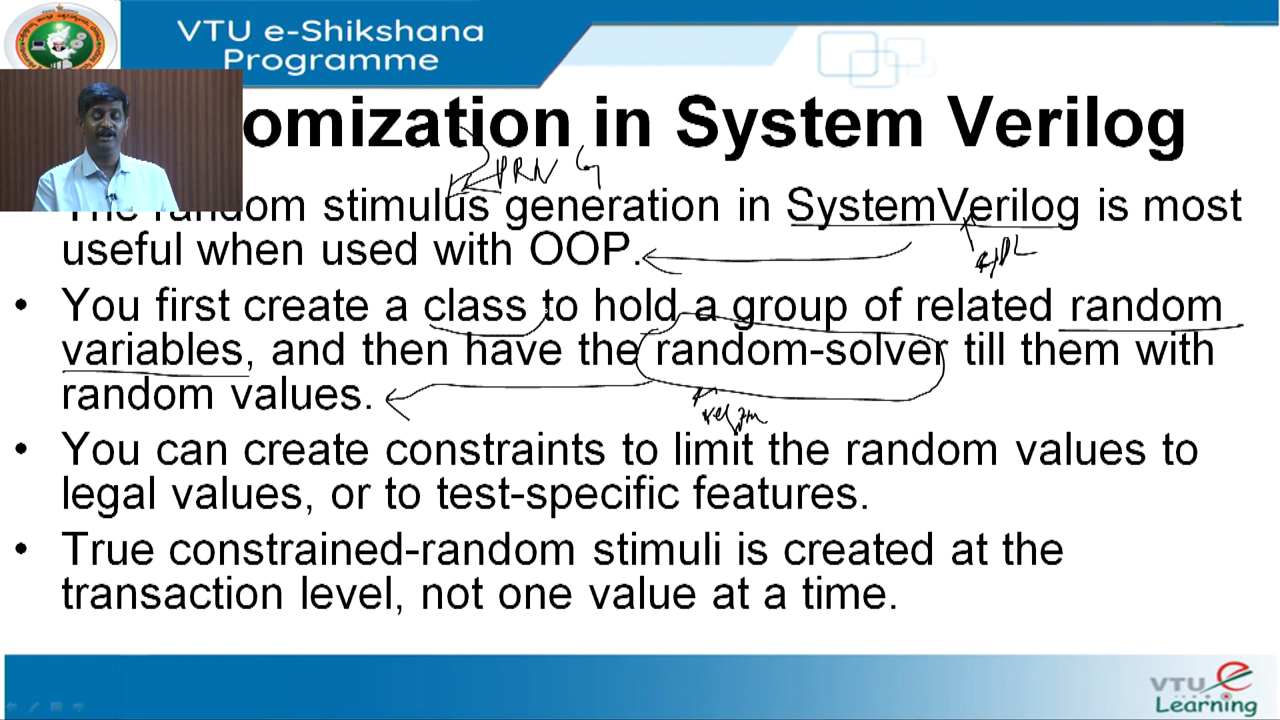 VTU e-Shikshana
Programme
omization in System Verilog
PRN G
The random stimulus generation in SystemVerilog is most
useful when used with OOP.
• You first create a class to hold a group of related random
variables, and then have the random-solver till them with
random values.
• You can create constraints to limit the random values to
legal values, or to test-specific features.
• True constrained-random stimuli is created at the
transaction level, not one value at a time.
VTU e
Learning